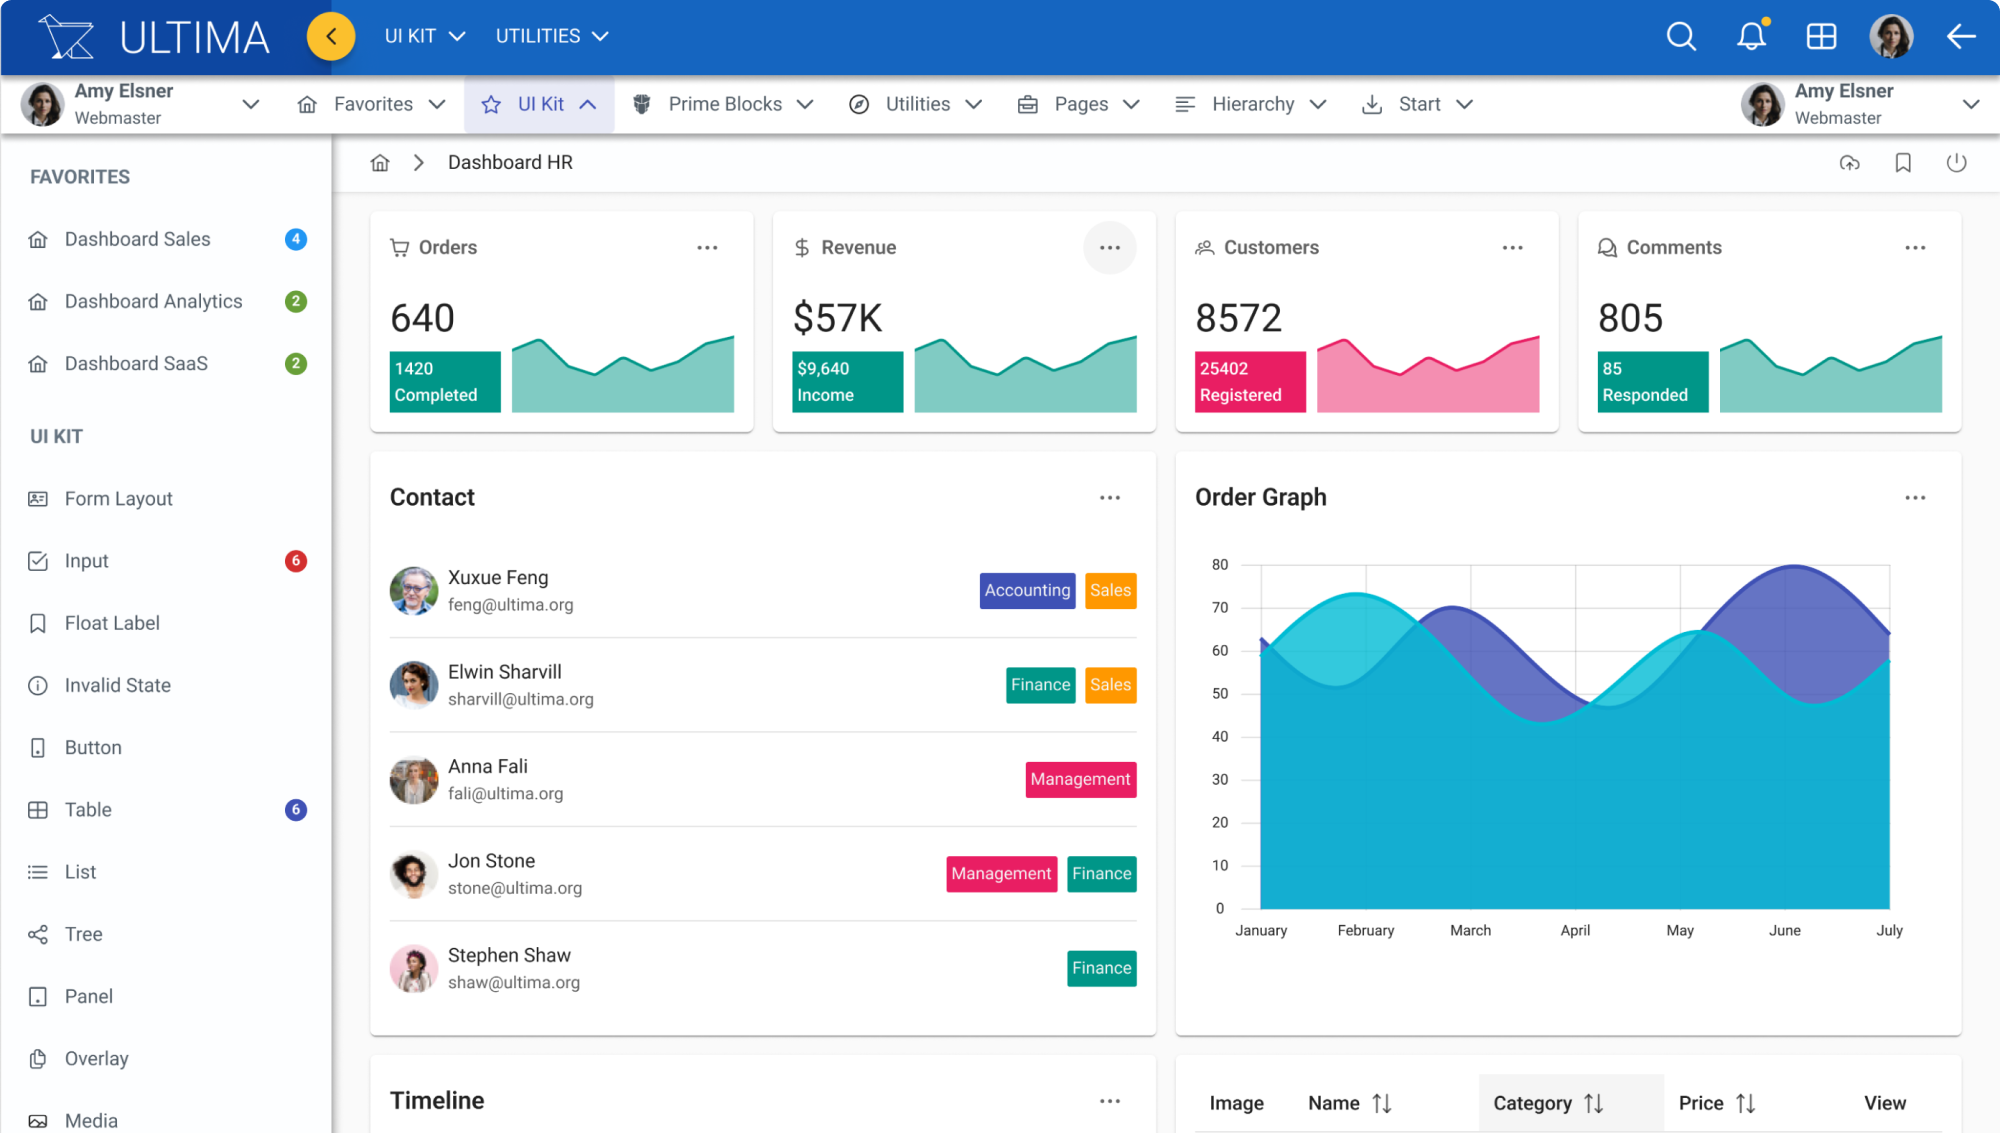 ULTIMA
UI KIT
UTILITIES
Amy Elsner
Webmaster
Favorites
UI Kit
Prime Blocks
Utilities
Pages
Hierarchy
Start
Amy Elsner
Webmaster
FAVORITES
Dashboard Sales 4
Dashboard Analytics 2
Dashboard SaaS 2
UI KIT
Form Layout
Input 6
Float Label
Invalid State
Button
Table 6
List
Tree
Panel
Overlay
Media
Dashboard HR
Orders
640
1420
Completed
Revenue
$57K
$9,640
Income
Customers
8572
25402
Registered
Comments
805
85
Responded
Contact
Xuxue Feng
feng@ultima.org
Accounting Sales
Elwin Sharvill
sharvill@ultima.org
Finance Sales
Anna Fali
fali@ultima.org
Management
Jon Stone
stone@ultima.org
Management Finance
Stephen Shaw
shaw@ultima.org
Finance
Order Graph
80
70
60
50
40
30
20
10
0
January February March April May June July
Timeline
Image Name Category Price View